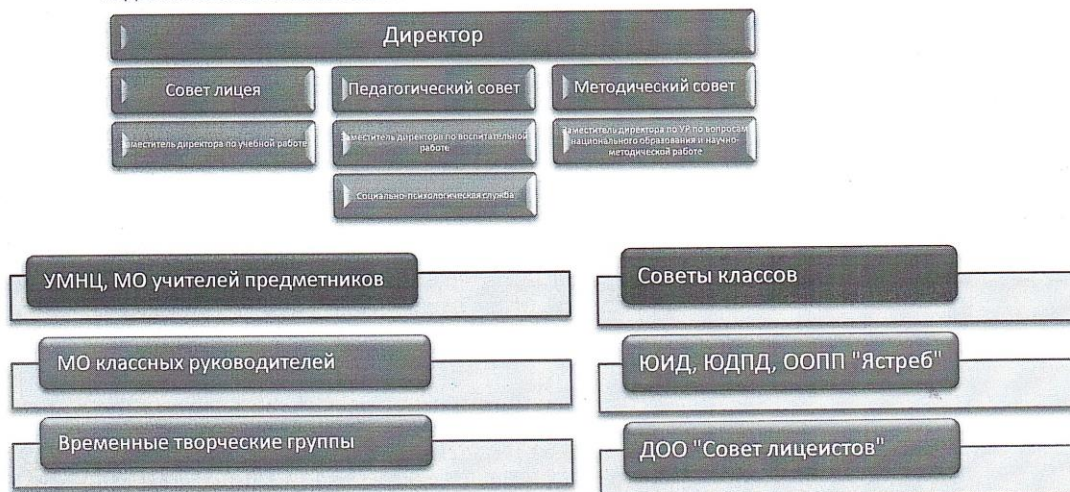 Директор
Совет лицея
Педагогический совет
Методический совет
Заместитель директора по учебной работе
Заместитель директора по воспитательной
работе
Заместитель директора по УР по вопросам
национального образования и научно-
методической работе
Социально-психологическая служба
УМНЦ, МО учителей предметников
Советы классов
МО классных руководителей
ЮИД, ЮДПД, ООПП "Ястреб"
Временные творческие группы
ДОО "Совет лицеистов"